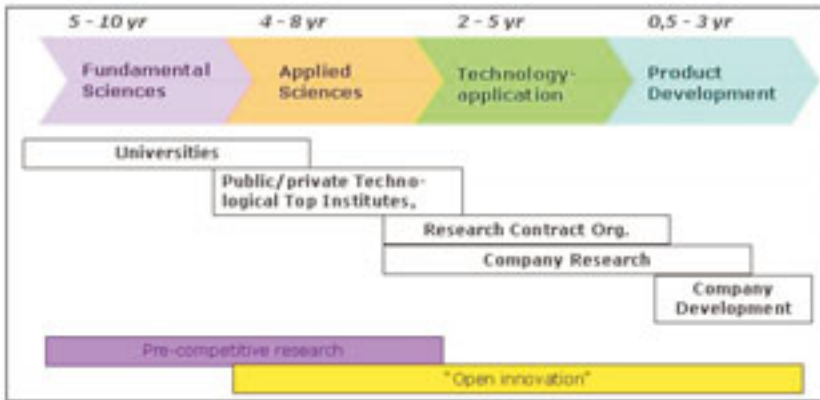 5 - 10 yr 4 - 8 yr 2 - 5 yr 0,5 - 3 yr
Fundamental
Sciences
Applied
Sciences
Technology-
application
Product
Development
Universities
Public/private Techno-
logical Top Institutes.
Research Contract Org.
Company Research
Company
Development
Pre-competitive research
"Open innovation"